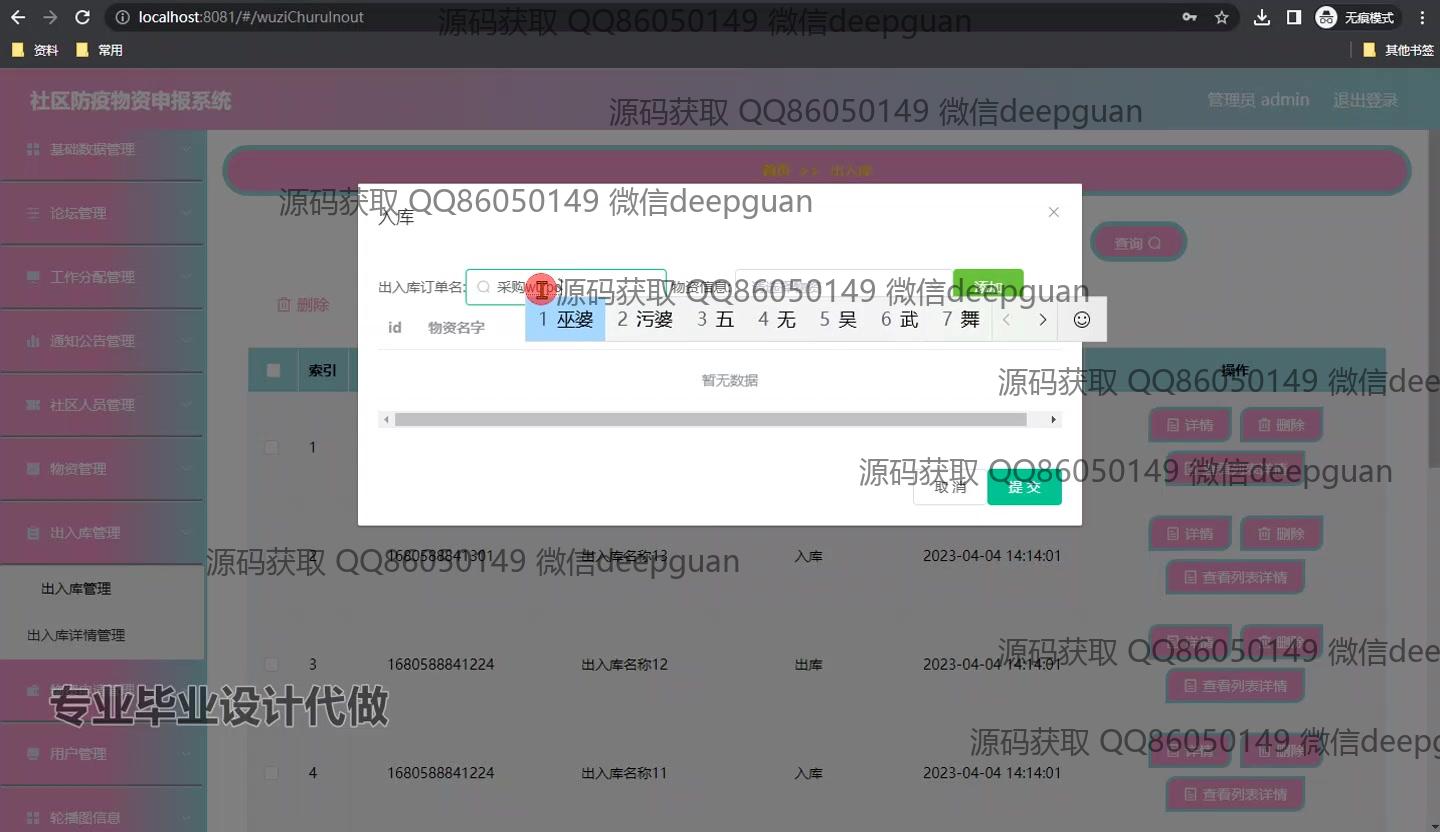 localhost:8081/#/wuziChuruInout
无痕模式
资料
常用
其他书签
源码获取 QQ86050149 微信deepguan
社区防疫物资申报系统
管理员 admin
退出登录
源码获取 QQ86050149 微信deepguan
基础数据管理
论坛管理
工作分配管理
通知公告管理
社区人员管理
物资管理
出入库管理
出入库管理
出入库详情管理
用户管理
轮播图信息
专业毕业设计代做
首页 >> 出入库
源码获取 QQ86050149 微信deepguan
入库
查询
删除
出入库订单名:
采购
物资信息:
添加
源码获取 QQ86050149 微信deepguan
1 巫婆 2 污婆 3 五 4 无 5 吴 6 武 7 舞
id 物资名字
暂无数据
取 消
提 交
索引
操作
源码获取 QQ86050149 微信dee
1
详情 删除
源码获取 QQ86050149 微信deepguan
2 1680588841301 出入库名称13 入库 2023-04-04 14:14:01
详情 删除
查看列表详情
源码获取 QQ86050149 微信deepguan
3 1680588841224 出入库名称12 出库 2023-04-04 14:14:01
详情 删除
查看列表详情
源码获取 QQ86050149 微信dee
4 1680588841224 出入库名称11 入库 2023-04-04 14:14:01
详情 删除
查看列表详情
源码获取 QQ86050149 微信deepg